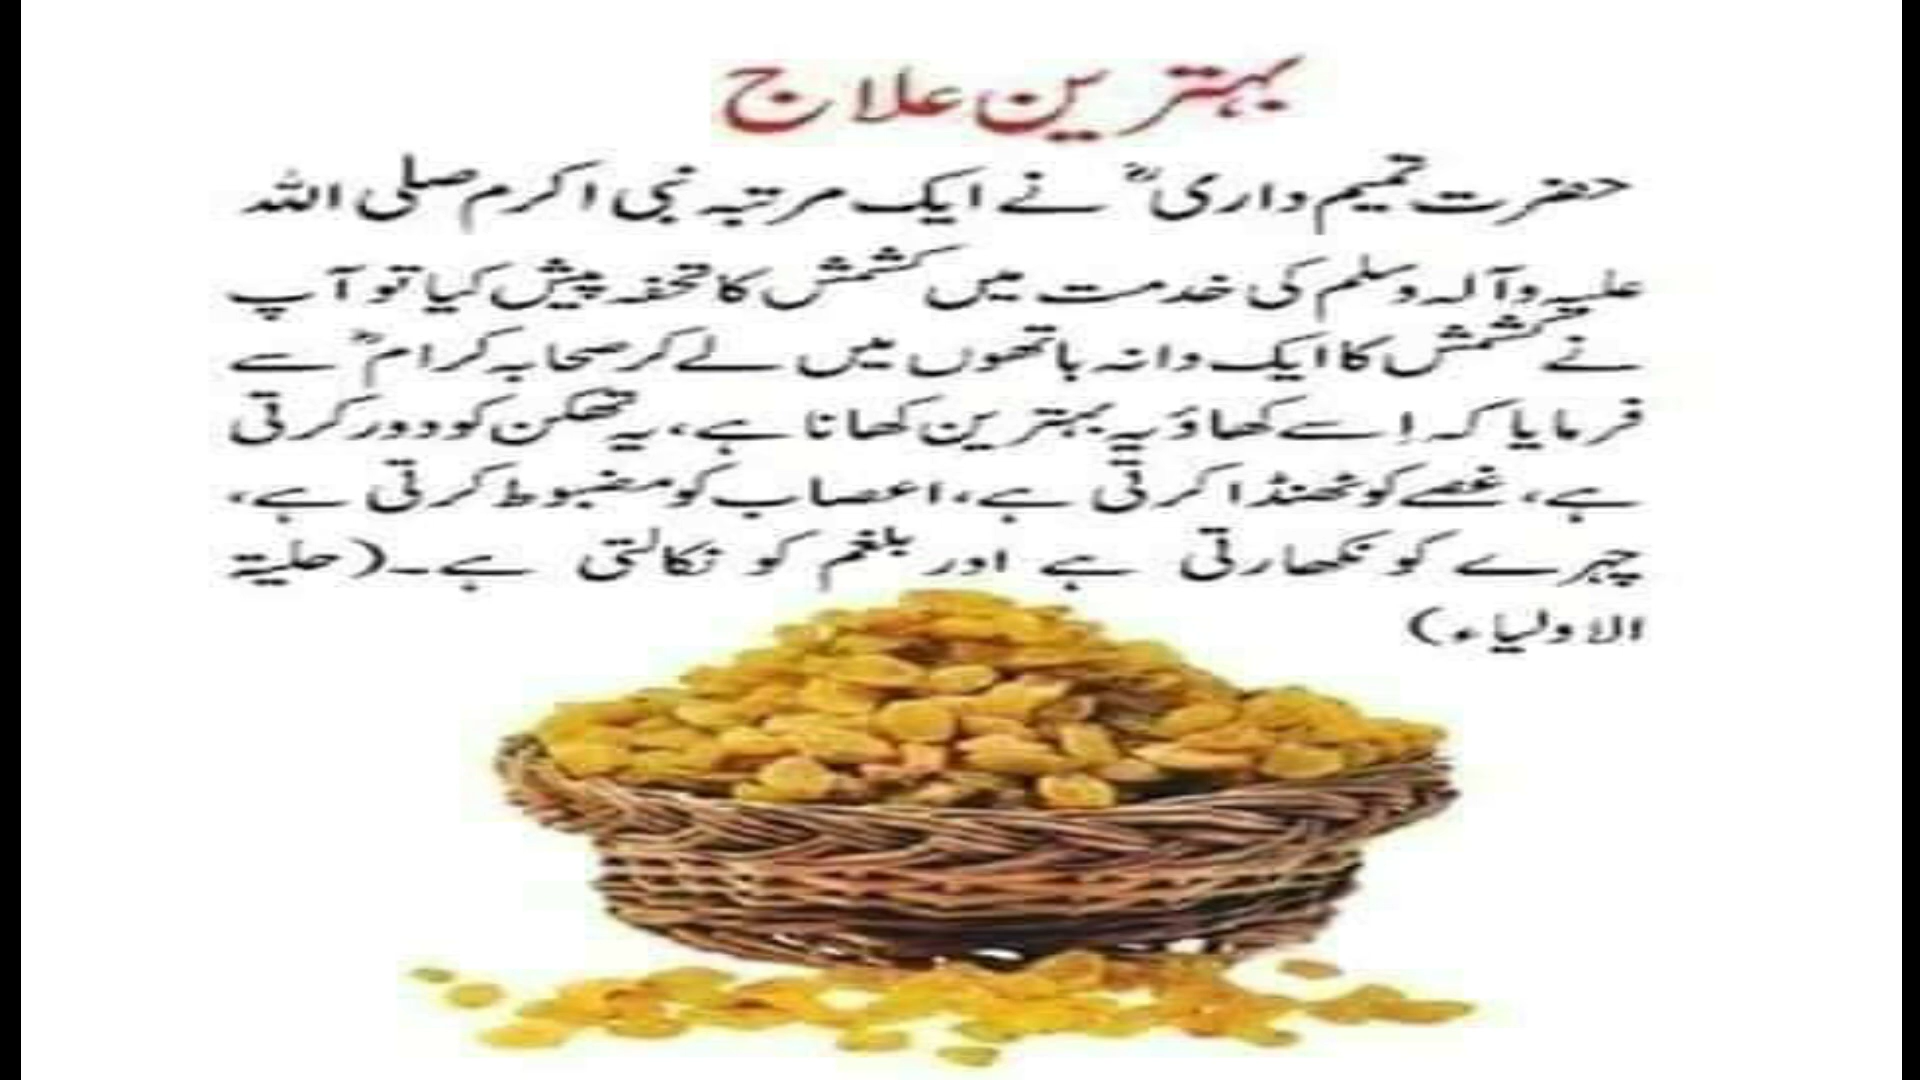 بہترین علاج
حضرت تمیم داریؓ نے ایک مرتبہ نبی اکرم صلی اللہ
علیہ وآلہ وسلم کی خدمت میں کشمش کا تحفہ پیش کیا تو آپ
نے کشمش کا ایک دانہ ہاتھوں میں لے کر صحابہ کرامؓ سے
فرمایا کہ اِسے کھاؤ یہ بہترین کھانا ہے، یہ تھکن کو دور کرتی
ہے، غصے کو ٹھنڈا کرتی ہے، اعصاب کو مضبوط کرتی ہے،
چہرے کو نکھارتی ہے اور بلغم کو نکالتی ہے۔ (حلیۃ
الاولیاء)